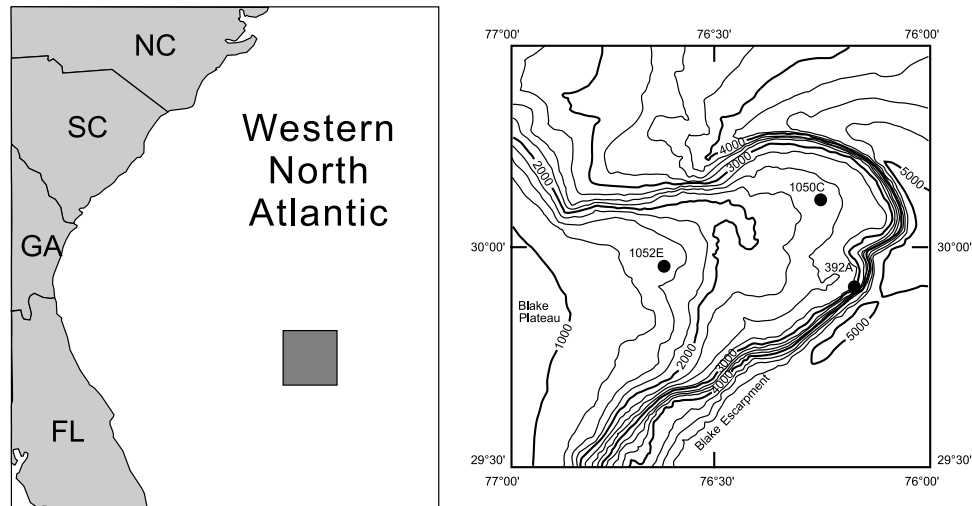 NC
SC
GA
FL
Western
North
Atlantic
77°00'
76°30'
76°00'
30°00'
30°00'
29°30'
29°30'
77°00'
76°30'
76°00'
2000
4000
3000
5000
1050C
1052E
392A
Blake
Plateau
1000
2000
3000
4000
5000
Blake Escarpment